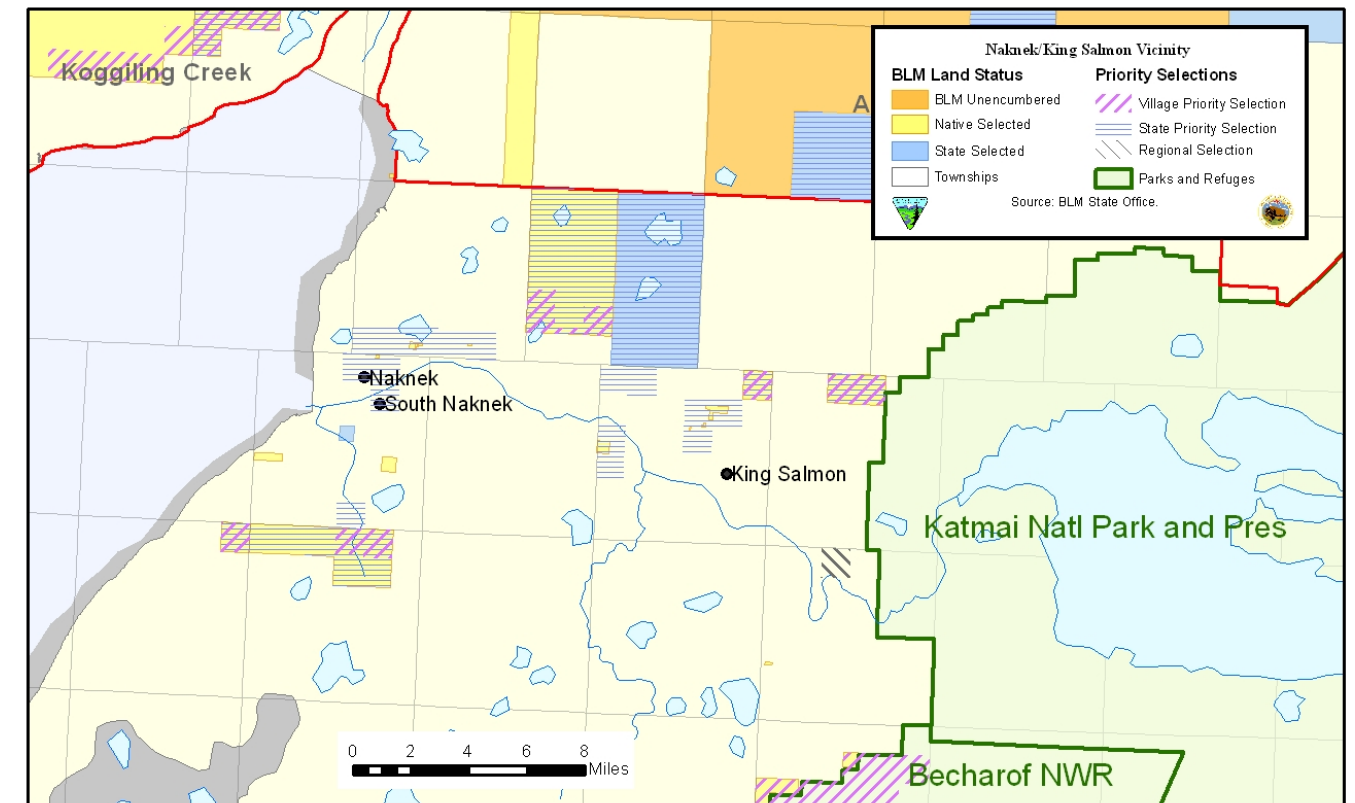 Naknek/King Salmon Vicinity
BLM Land Status
Priority Selections
BLM Unencumbered
Village Priority Selection
Native Selected
State Priority Selection
State Selected
Regional Selection
Townships
Parks and Refuges
Source: BLM State Office.
Koggiling Creek
A
Naknek
South Naknek
King Salmon
Katmai Natl Park and Pres
Becharof NWR
0 2 4 6 8
Miles